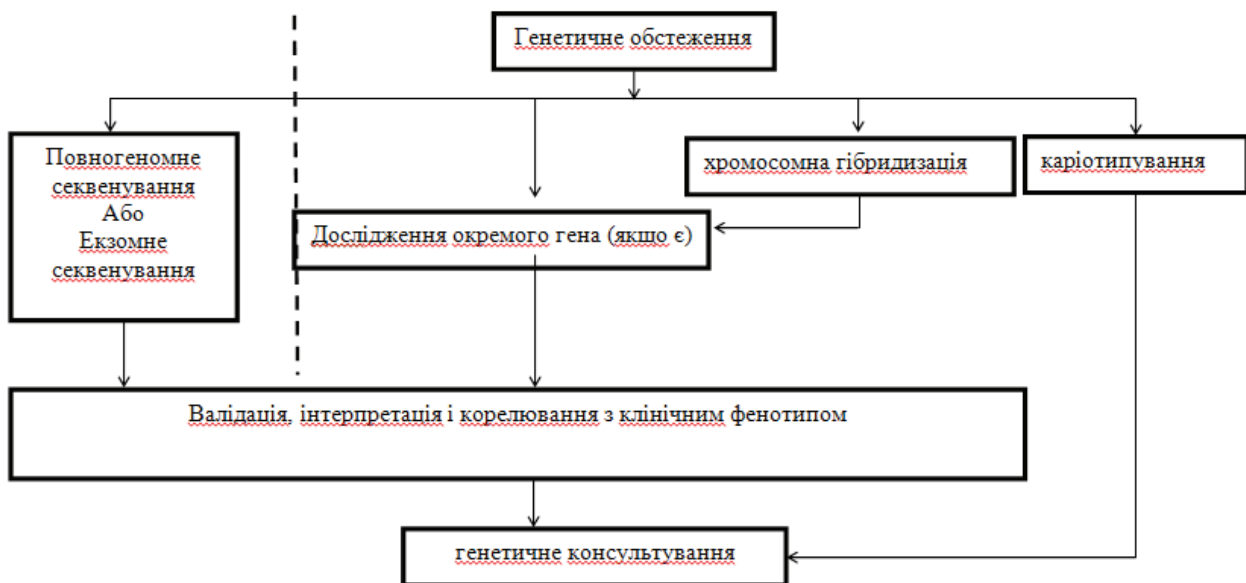 Генетичне обстеження
Повногеномне
секвенування
Або
Екзомне
секвенування
хромосомна гібридизація
каріотипування
Дослідження окремого гена (якщо є)
Валідація, інтерпретація і корелювання з клінічним фенотипом
генетичне консультування